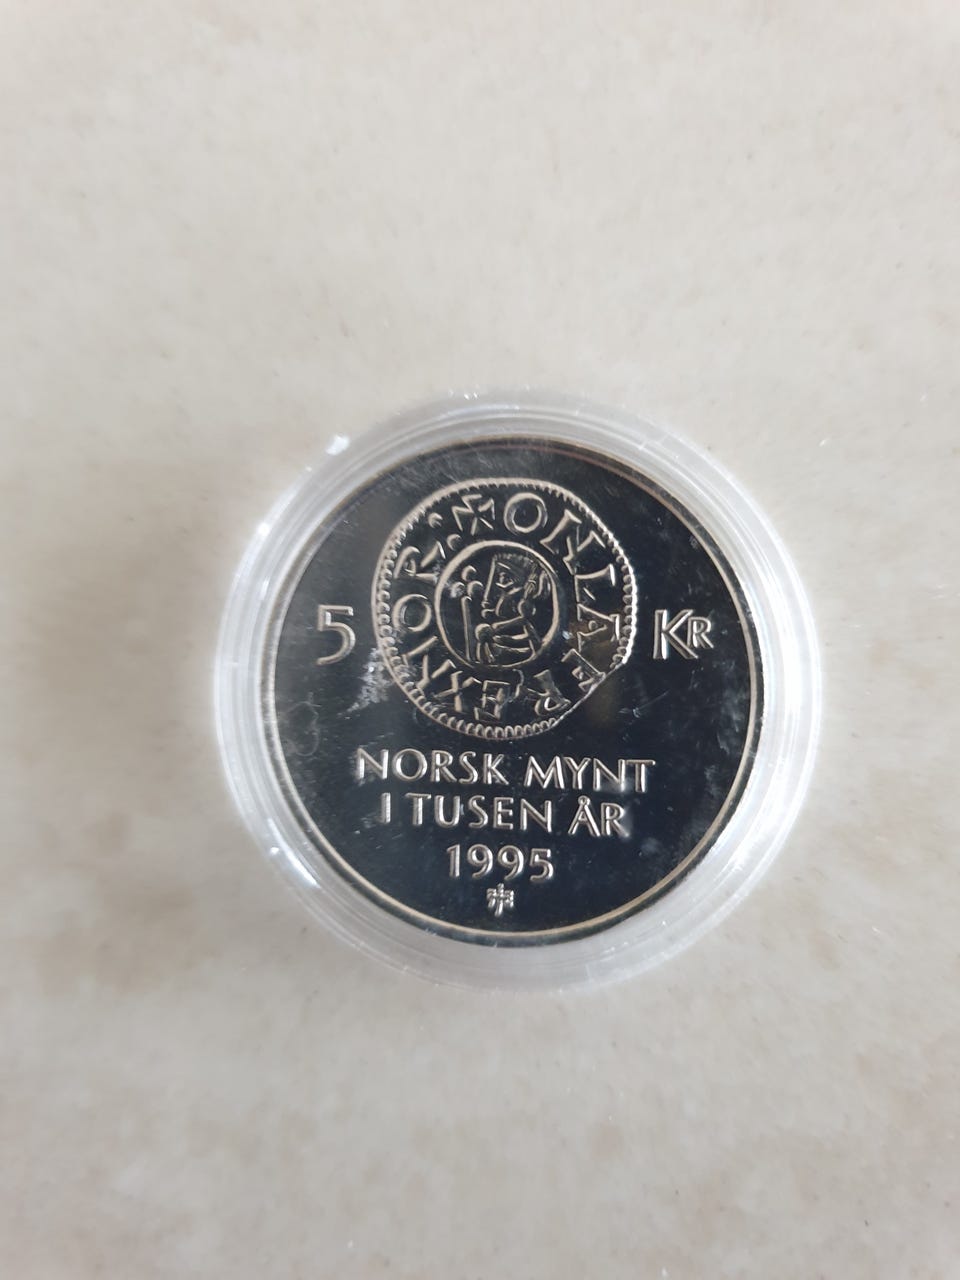 ONLAF REX NOR
5 KR
NORSK MYNT
I TUSEN ÅR
1995